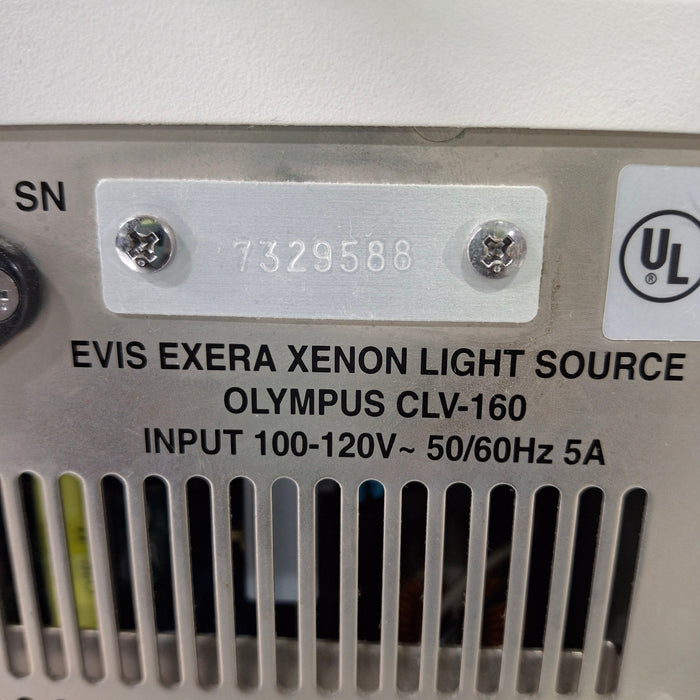 SN
7329588
UL
®
EVIS EXERA XENON LIGHT SOURCE
OLYMPUS CLV-160
INPUT 100-120V~ 50/60Hz 5A